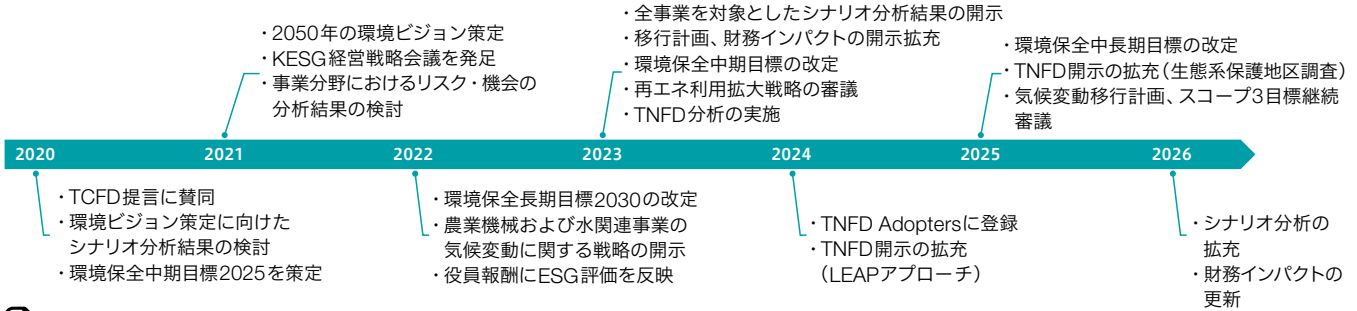 ・2050年の環境ビジョン策定
・KESG経営戦略会議を発足
・事業分野におけるリスク・機会の
分析結果の検討
・全事業を対象としたシナリオ分析結果の開示
・移行計画、財務インパクトの開示拡充
・環境保全中期目標の改定
・再エネ利用拡大戦略の審議
・TNFD分析の実施
・環境保全中長期目標の改定
・TNFD開示の拡充（生態系保護地区調査）
・気候変動移行計画、スコープ3目標継続
審議
2020 2021 2022 2023 2024 2025 2026
・TCFD提言に賛同
・環境ビジョン策定に向けた
シナリオ分析結果の検討
・環境保全中期目標2025を策定
・環境保全長期目標2030の改定
・農業機械および水関連事業の
気候変動に関する戦略の開示
・役員報酬にESG評価を反映
・TNFD Adoptersに登録
・TNFD開示の拡充
（LEAPアプローチ）
・シナリオ分析の
拡充
・財務インパクトの
更新